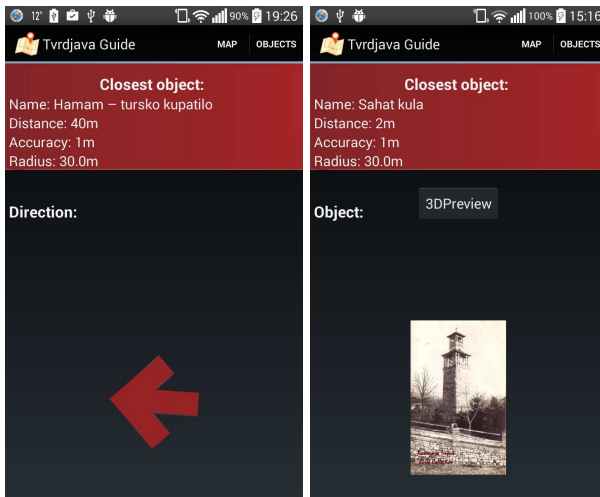 12° 90% 19:26
Tvrdjava Guide MAP OBJECTS
Closest object:
Name: Hamam – tursko kupatilo
Distance: 40m
Accuracy: 1m
Radius: 30.0m
Direction:
100% 15:16
Tvrdjava Guide MAP OBJECTS
Closest object:
Name: Sahat kula
Distance: 2m
Accuracy: 1m
Radius: 30.0m
3DPreview
Object: